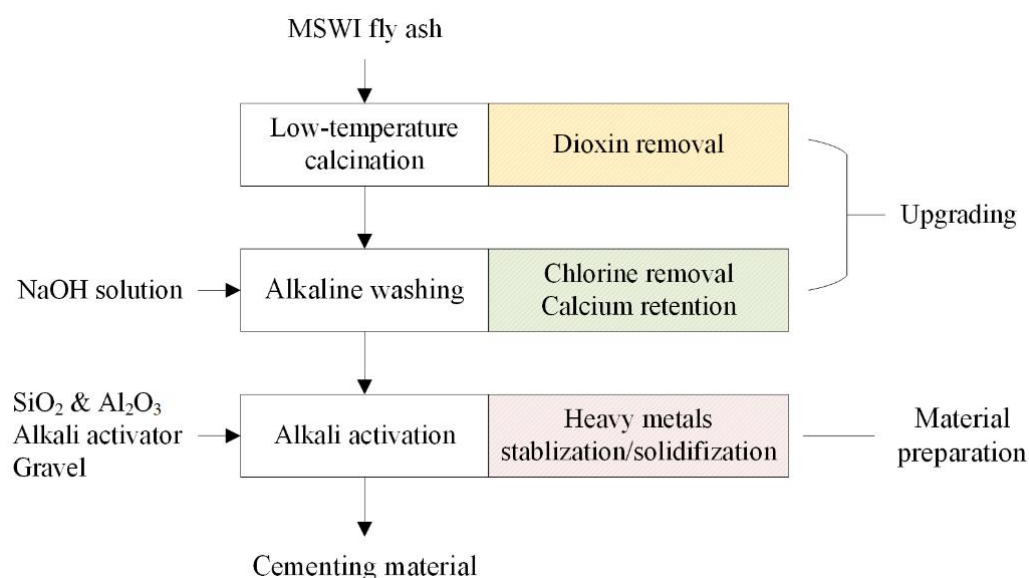 MSWI fly ash
Low-temperature
calcination
Dioxin removal
Upgrading
NaOH solution
Alkaline washing
Chlorine removal
Calcium retention
SiO₂ & Al₂O₃
Alkali activator
Gravel
Alkali activation
Heavy metals
stablization/solidifization
Material
preparation
Cementing material